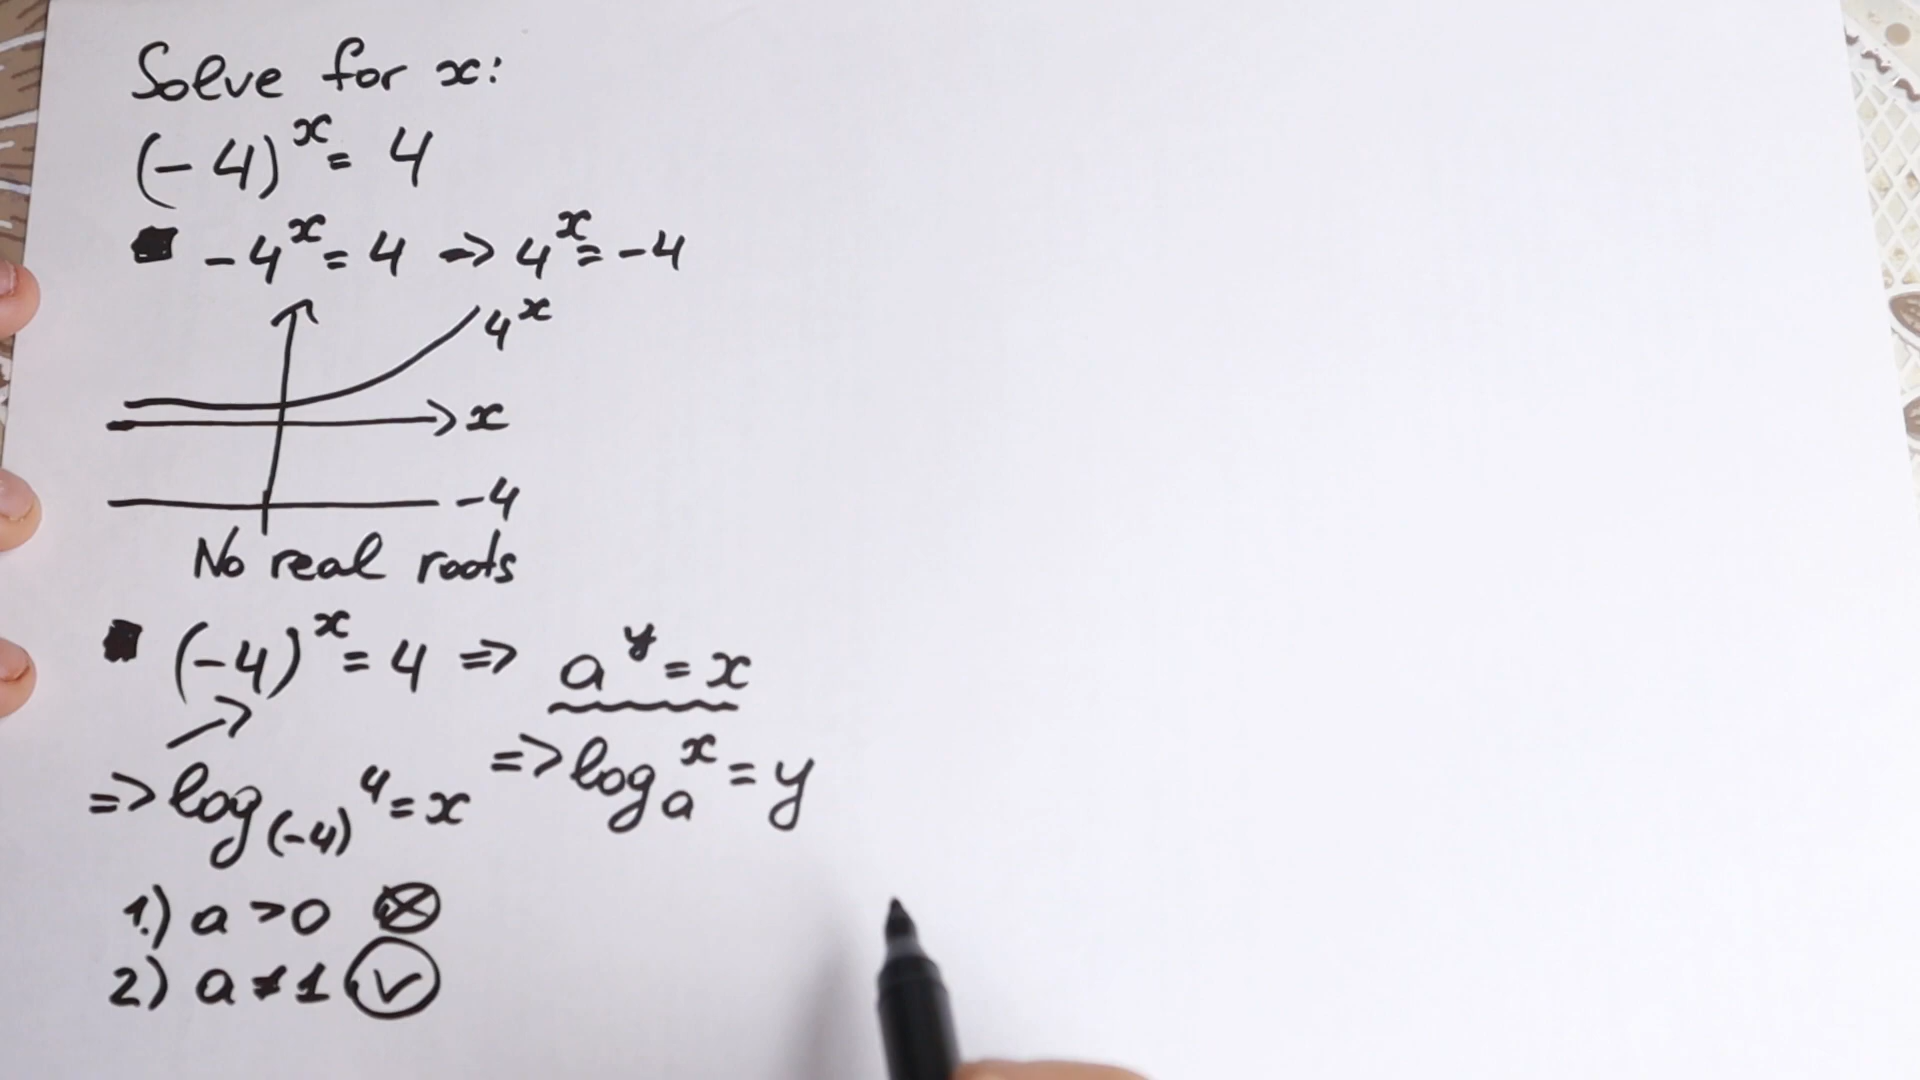 Solve for x:
(-4)^x = 4
-4^x = 4 → 4^x = -4
4^x
x
-4
No real roots
(-4)^x = 4 ⇒ a^y = x
⇒ log_(-4) 4 = x ⇒ log_a x = y
1.) a > 0
2) a ≠ 1